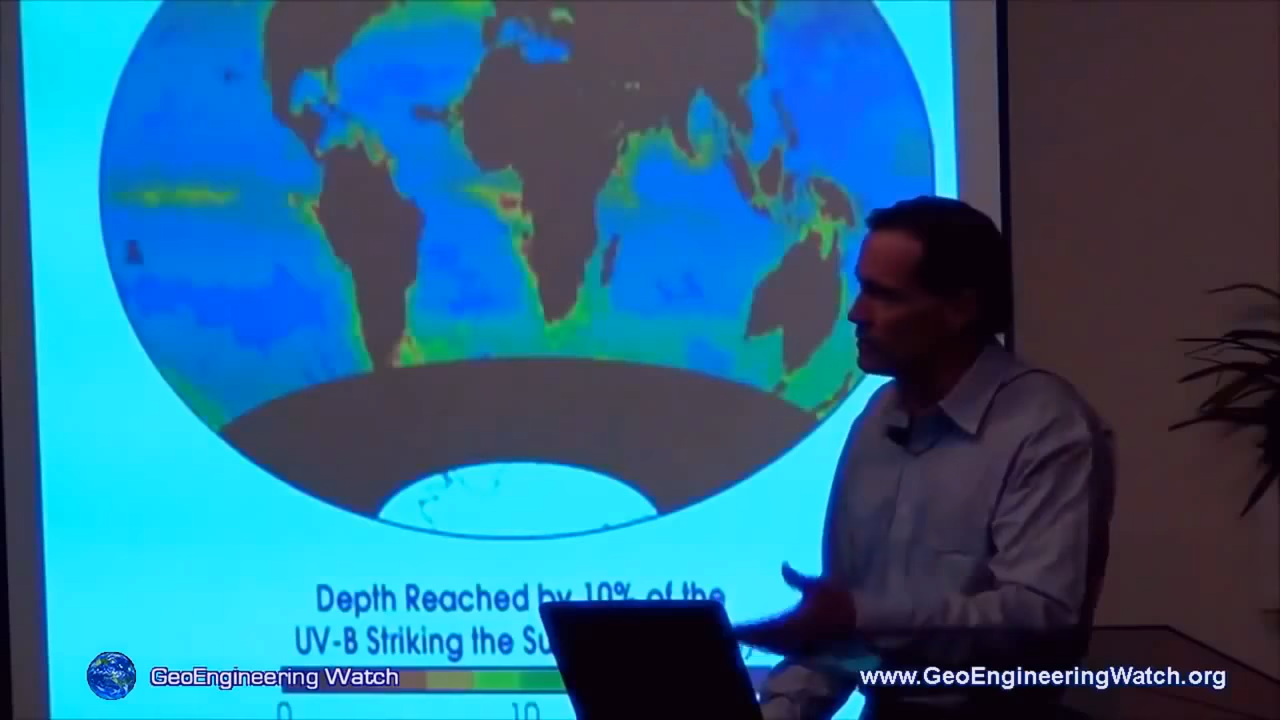 Depth Reached by 10% of the
UV-B Striking the Su
GeoEngineering Watch
www.GeoEngineeringWatch.org
0 10